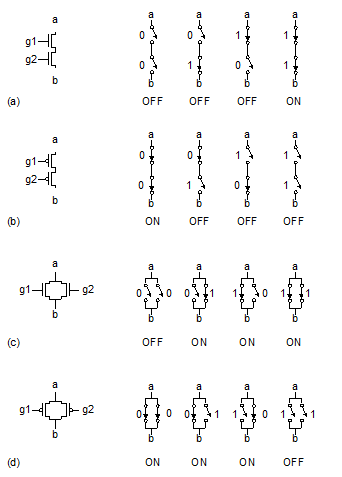 a a a a a
g1 0 0 1 1
g2 0 1 0 1
b b b b b
(a) OFF OFF OFF ON
a a a a a
g1 0 0 1 1
g2 0 1 0 1
b b b b b
(b) ON OFF OFF OFF
a a a a a
g1 g2 0 0 0 1 1 0 1 1
b b b b b
(c) OFF ON ON ON
a a a a a
g1 g2 0 0 0 1 1 0 1 1
b b b b b
(d) ON ON ON OFF